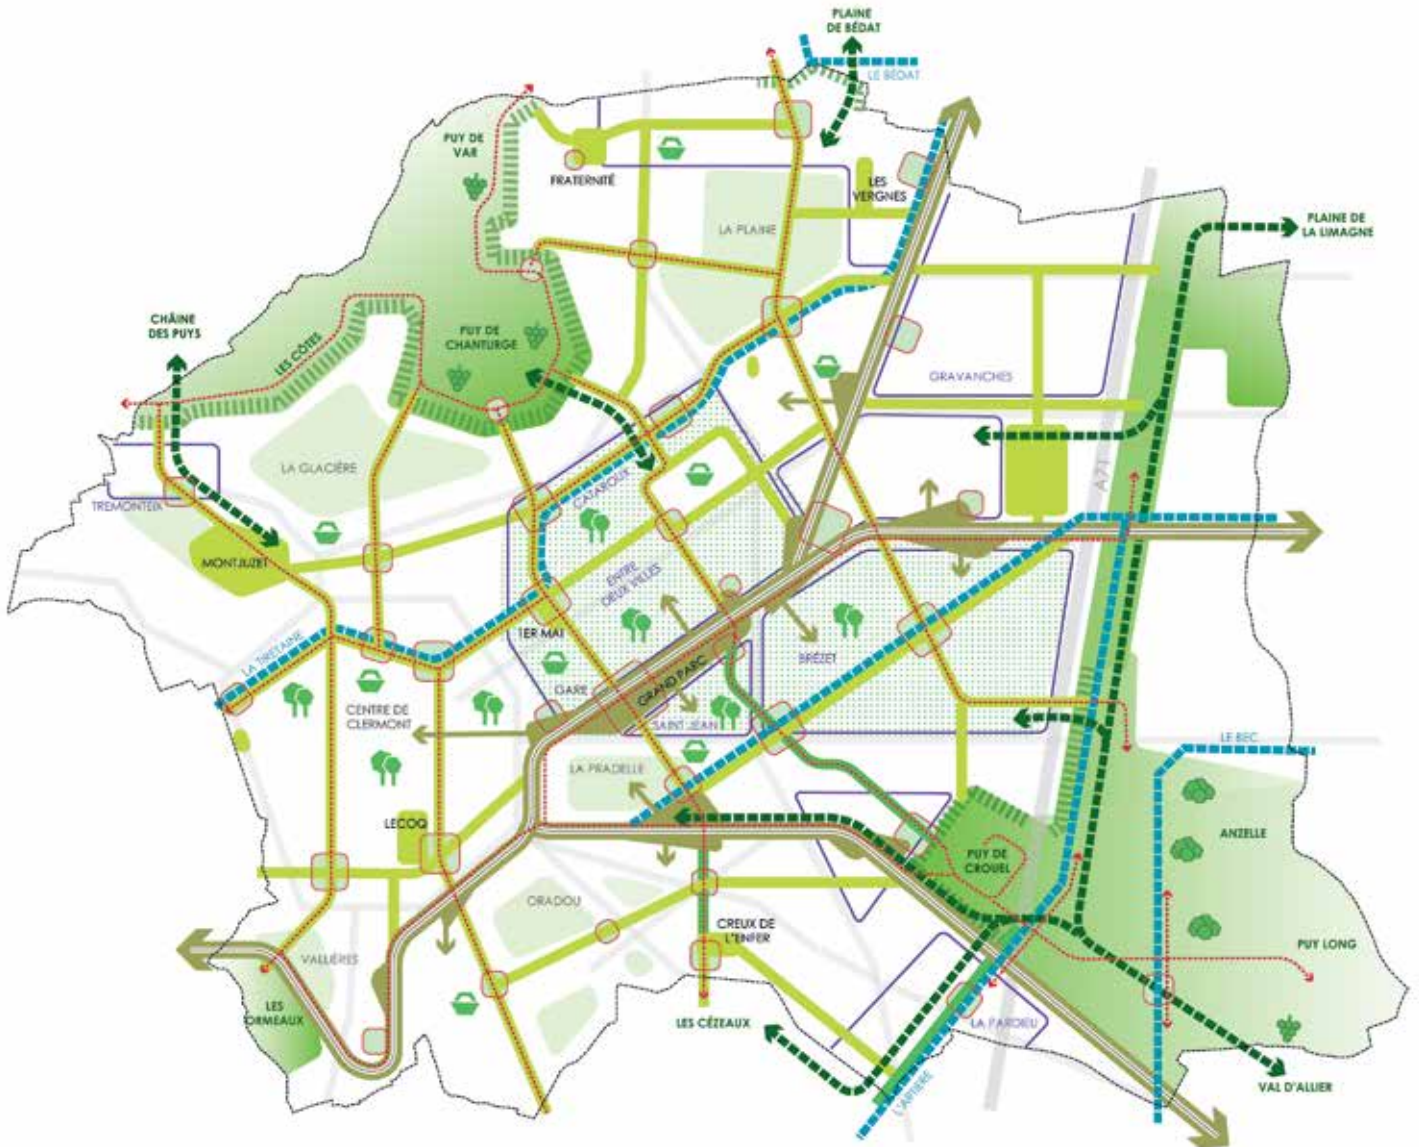 PLAINE
DE BÉDAT
LE BÉDAT
PUY DE
VAR
FRATERNITÉ
LES
VERGNES
LA PLAINE
PLAINE DE
LA LIMAGNE
CHÂINE
DES PUYS
LES CÔTES
PUY DE
CHANTURGE
GRAVANCHES
LA GLACIÈRE
CATAROUX
A71
TREMONTEIX
MONTJUZET
ENTRE
DEUX VILLES
1ER MAI
LA TIRETAINE
BRÉZET
GARE
GRAND PARC
CENTRE DE
CLERMONT
SAINT JEAN
LE BEC
LA PRADELLE
LECOQ
ANZELLE
PUY DE
CROUEL
ORADOU
CREUX DE
L'ENFER
PUY LONG
VALLIÈRES
LES
ORMEAUX
LES CÉZEAUX
LA PARDIEU
VAL D'ALLIER
L'ARTIÈRE